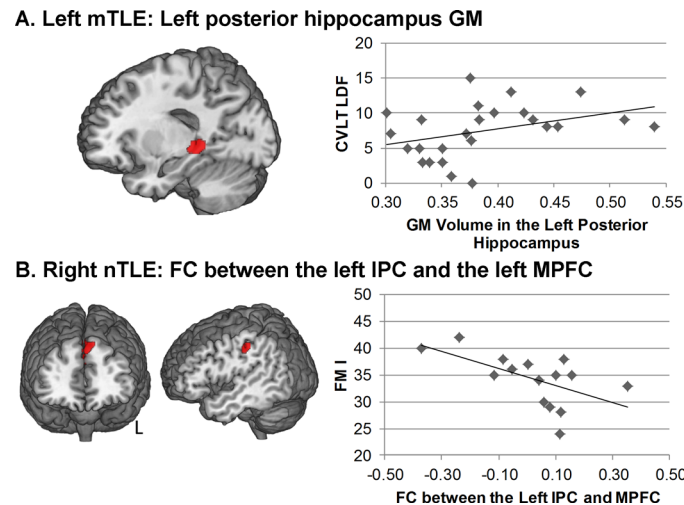 A. Left mTLE: Left posterior hippocampus GM
20
15
10
5
0
CVLT LDF
0.30 0.35 0.40 0.45 0.50 0.55
GM Volume in the Left Posterior
Hippocampus
B. Right nTLE: FC between the left IPC and the left MPFC
50
45
40
35
30
25
20
FM I
-0.50 -0.30 -0.10 0.10 0.30 0.50
FC between the Left IPC and MPFC
L